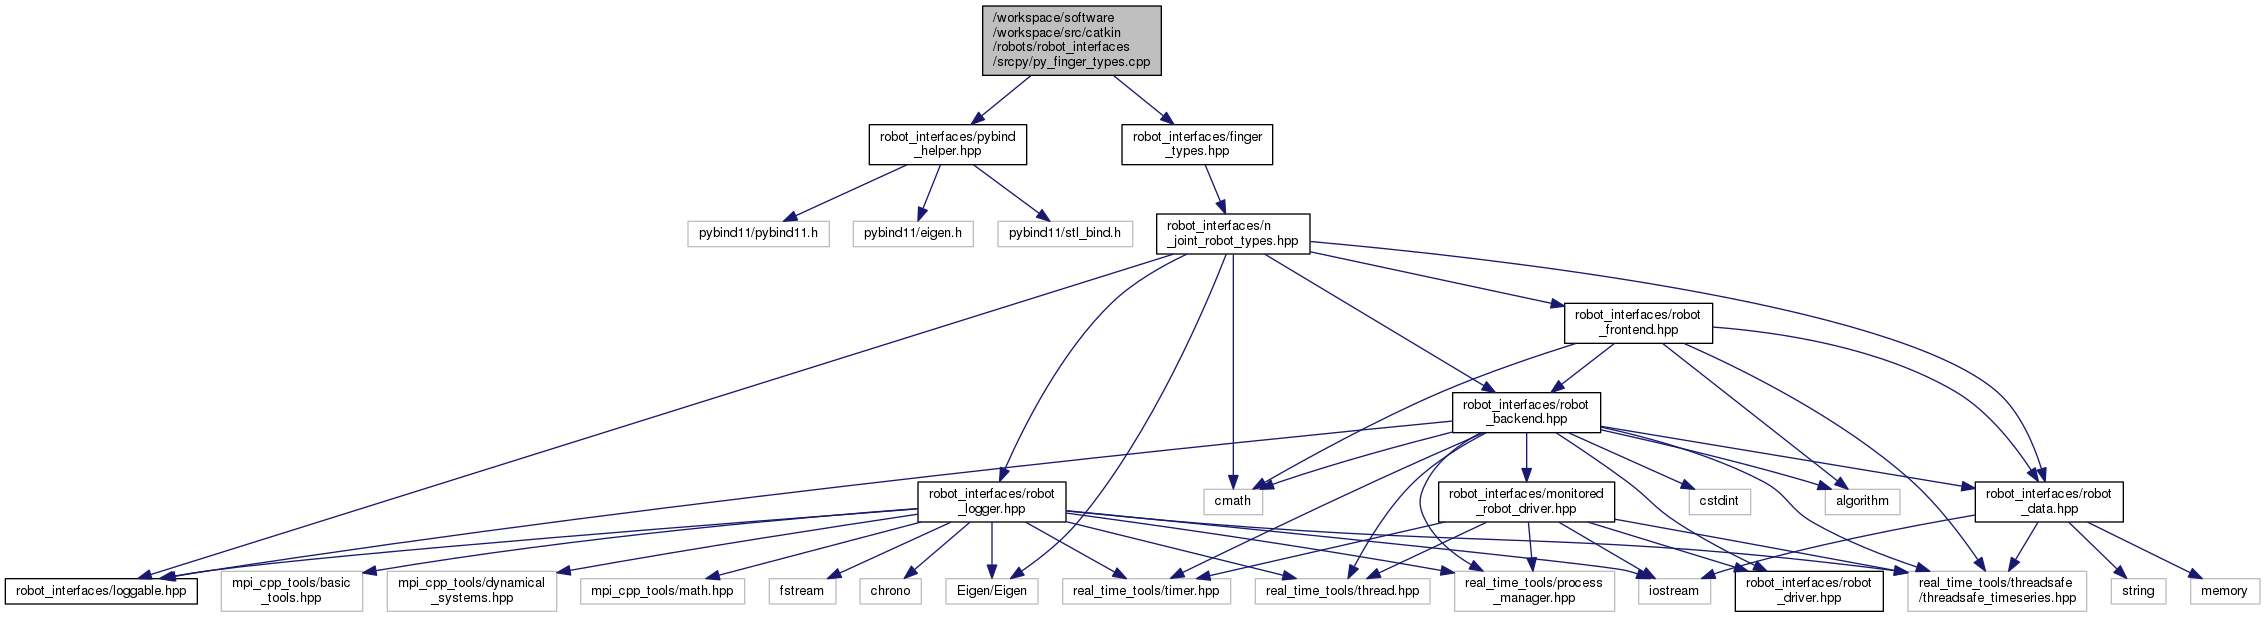 /workspace/software
/workspace/src/catkin
/robots/robot_interfaces
/srcpy/py_finger_types.cpp
robot_interfaces/pybind
_helper.hpp
robot_interfaces/finger
_types.hpp
pybind11/pybind11.h
pybind11/eigen.h
pybind11/stl_bind.h
robot_interfaces/n
_joint_robot_types.hpp
robot_interfaces/robot
_frontend.hpp
robot_interfaces/robot
_backend.hpp
robot_interfaces/robot
_logger.hpp
cmath
robot_interfaces/monitored
_robot_driver.hpp
cstdint
algorithm
robot_interfaces/robot
_data.hpp
robot_interfaces/loggable.hpp
mpi_cpp_tools/basic
_tools.hpp
mpi_cpp_tools/dynamical
_systems.hpp
mpi_cpp_tools/math.hpp
fstream
chrono
Eigen/Eigen
real_time_tools/timer.hpp
real_time_tools/thread.hpp
real_time_tools/process
_manager.hpp
iostream
robot_interfaces/robot
_driver.hpp
real_time_tools/threadsafe
/threadsafe_timeseries.hpp
string
memory